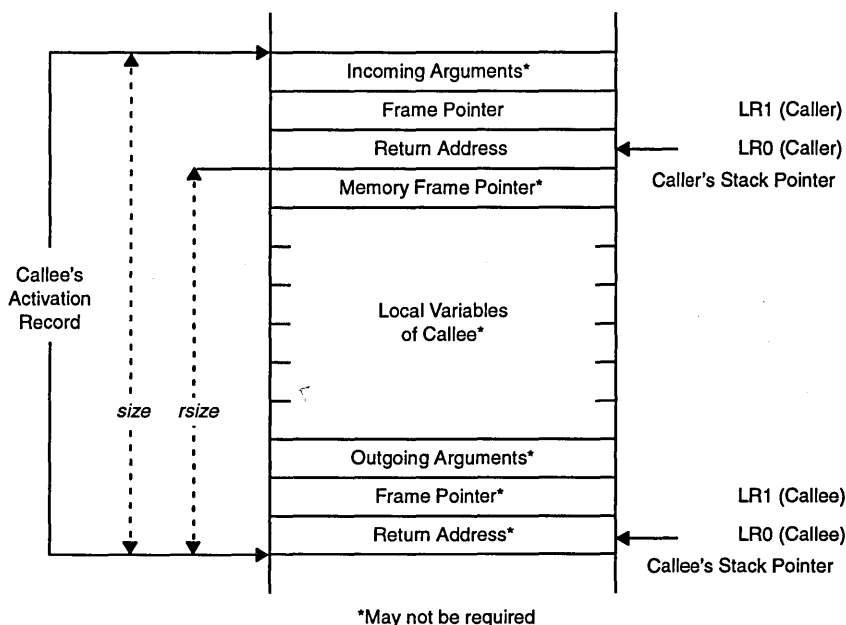 Incoming Arguments*
Frame Pointer
LR1 (Caller)
Return Address
LR0 (Caller)
Memory Frame Pointer*
Caller's Stack Pointer
Callee's
Activation
Record
Local Variables
of Callee*
size
rsize
Outgoing Arguments*
Frame Pointer*
LR1 (Callee)
Return Address*
LR0 (Callee)
Callee's Stack Pointer
*May not be required